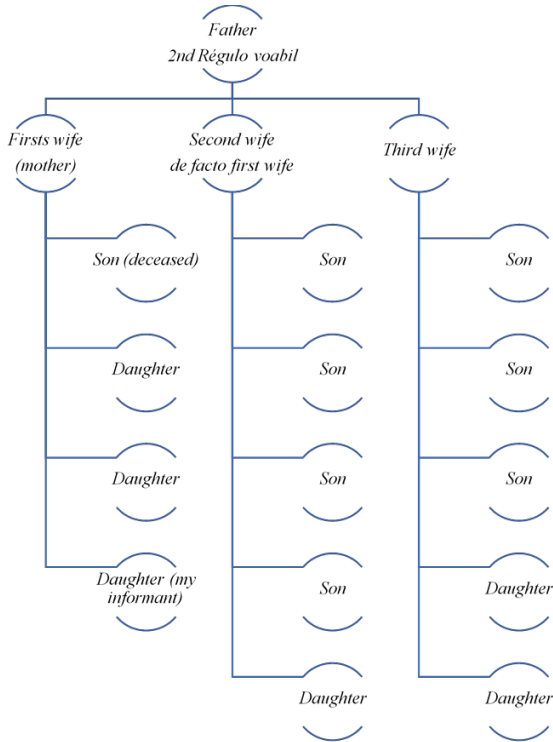 Father
2nd Régulo voabil
Firsts wife
(mother)
Second wife
de facto first wife
Third wife
Son (deceased)
Son
Son
Daughter
Son
Son
Daughter
Son
Son
Daughter (my
informant)
Son
Daughter
Daughter
Daughter